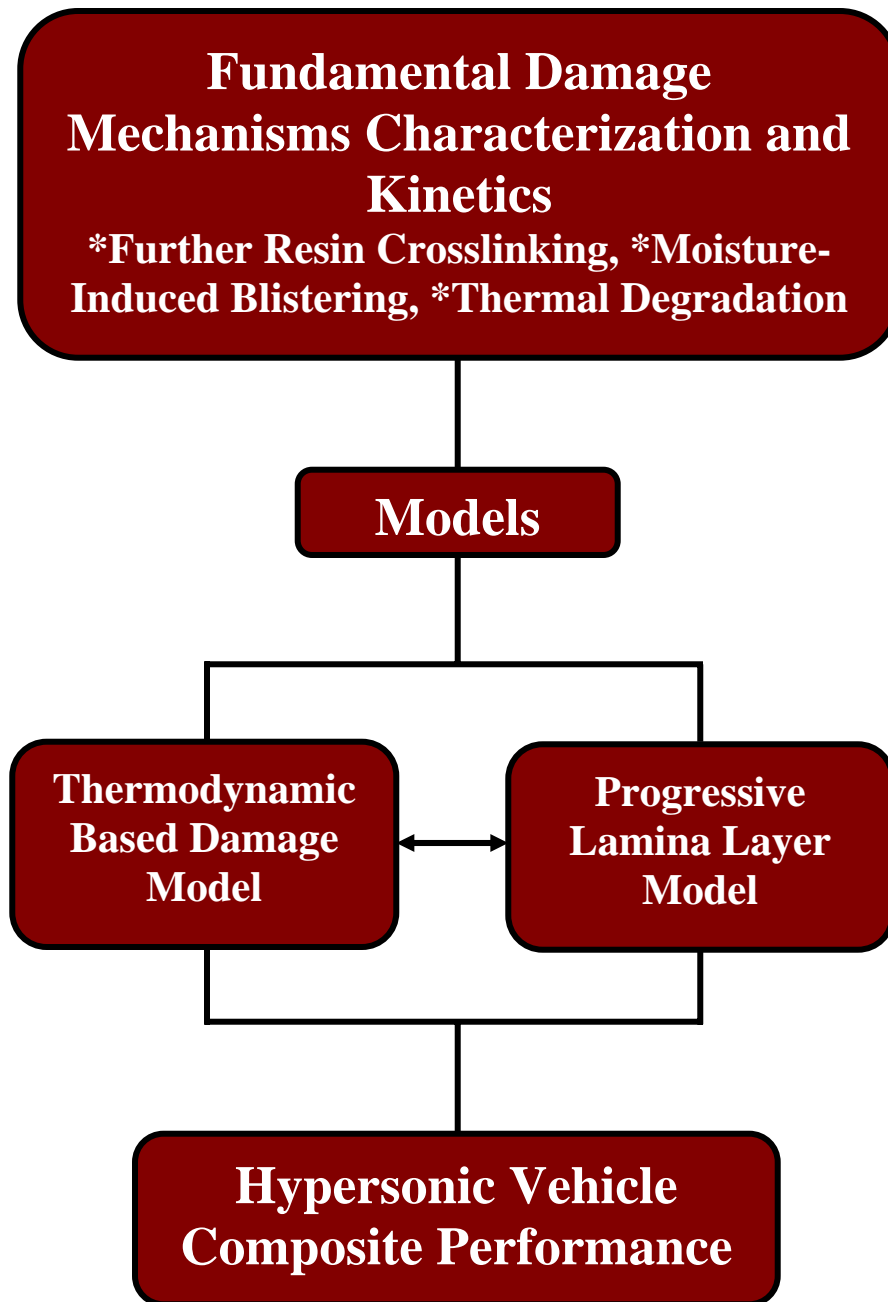 Fundamental Damage
Mechanisms Characterization and
Kinetics
*Further Resin Crosslinking, *Moisture-
Induced Blistering, *Thermal Degradation
Models
Thermodynamic
Based Damage
Model
Progressive
Lamina Layer
Model
Hypersonic Vehicle
Composite Performance